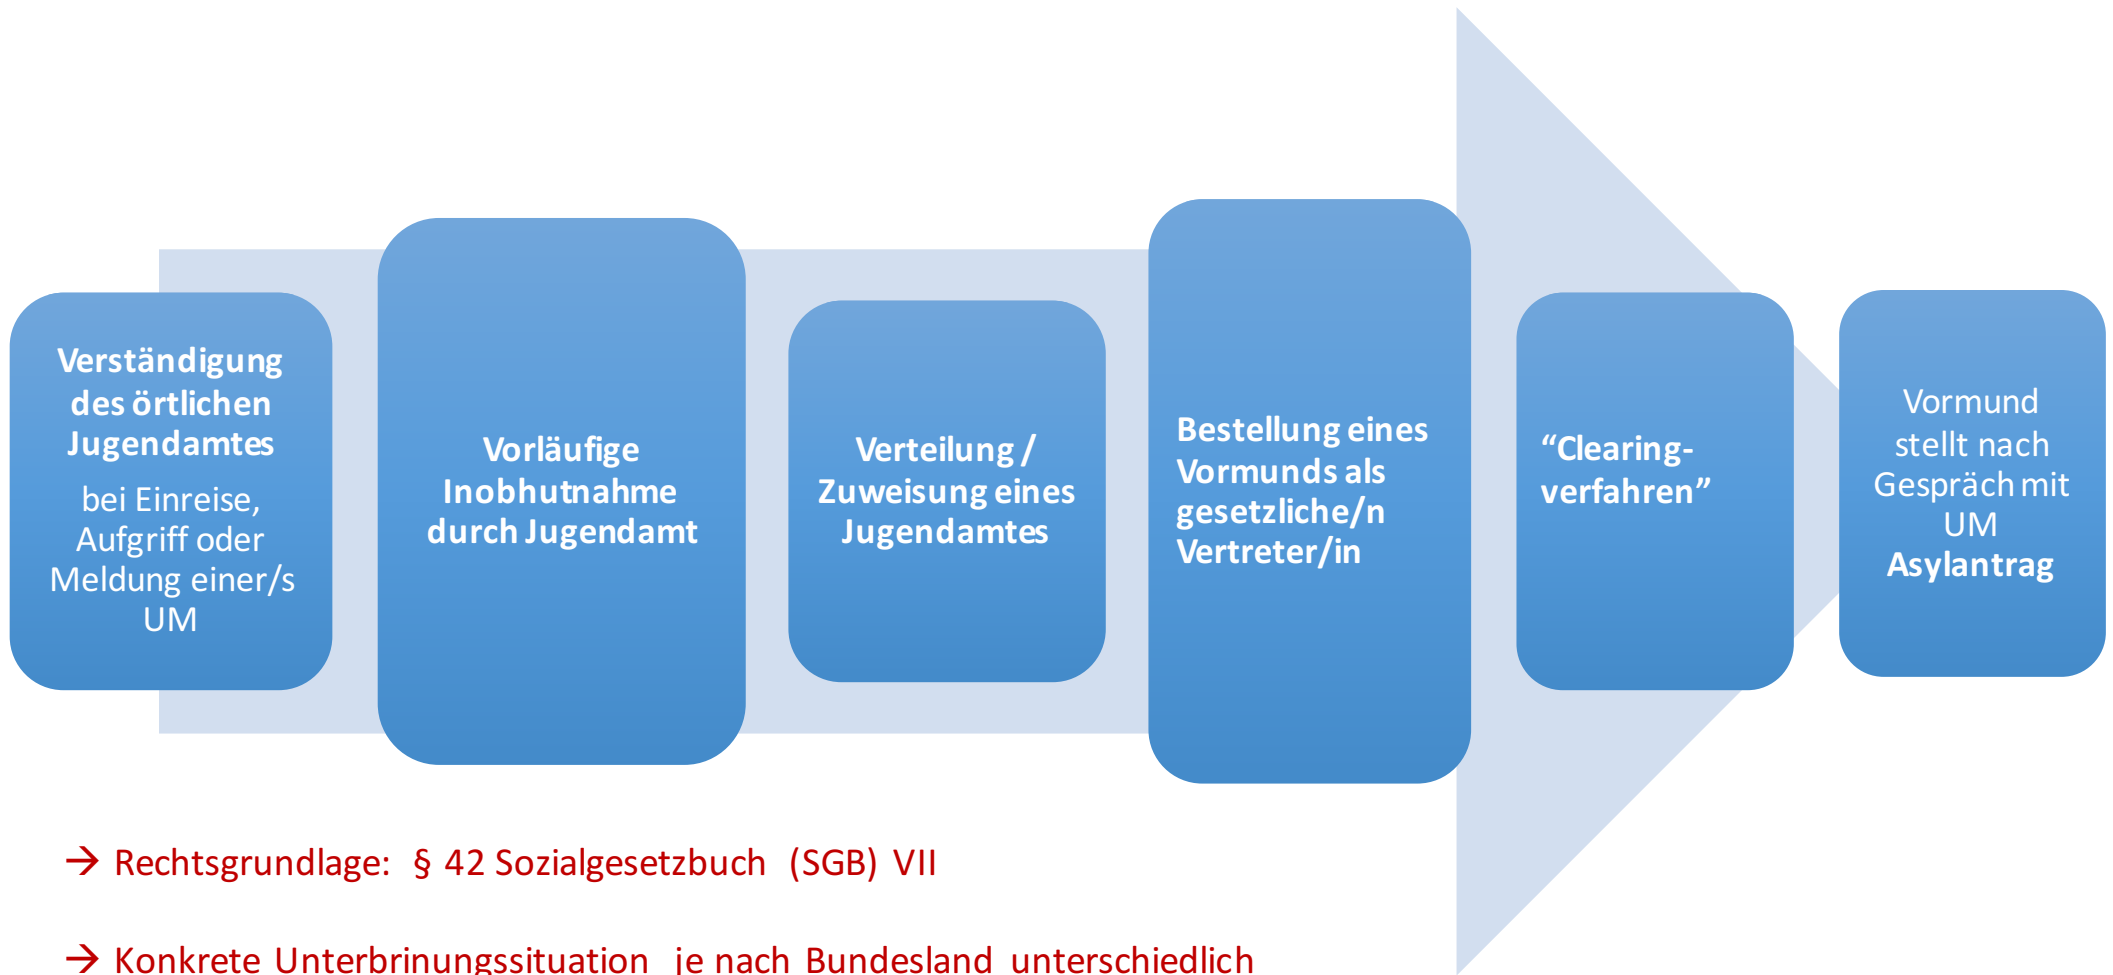 Verständigung
des örtlichen
Jugendamtes
bei Einreise,
Aufgriff oder
Meldung einer/s
UM
Vorläufige
Inobhutnahme
durch Jugendamt
Verteilung /
Zuweisung eines
Jugendamtes
Bestellung eines
Vormunds als
gesetzliche/n
Vertreter/in
“Clearing-
verfahren”
Vormund
stellt nach
Gespräch mit
UM
Asylantrag
→ Rechtsgrundlage: § 42 Sozialgesetzbuch (SGB) VII
→ Konkrete Unterbrinungssituation je nach Bundesland unterschiedlich